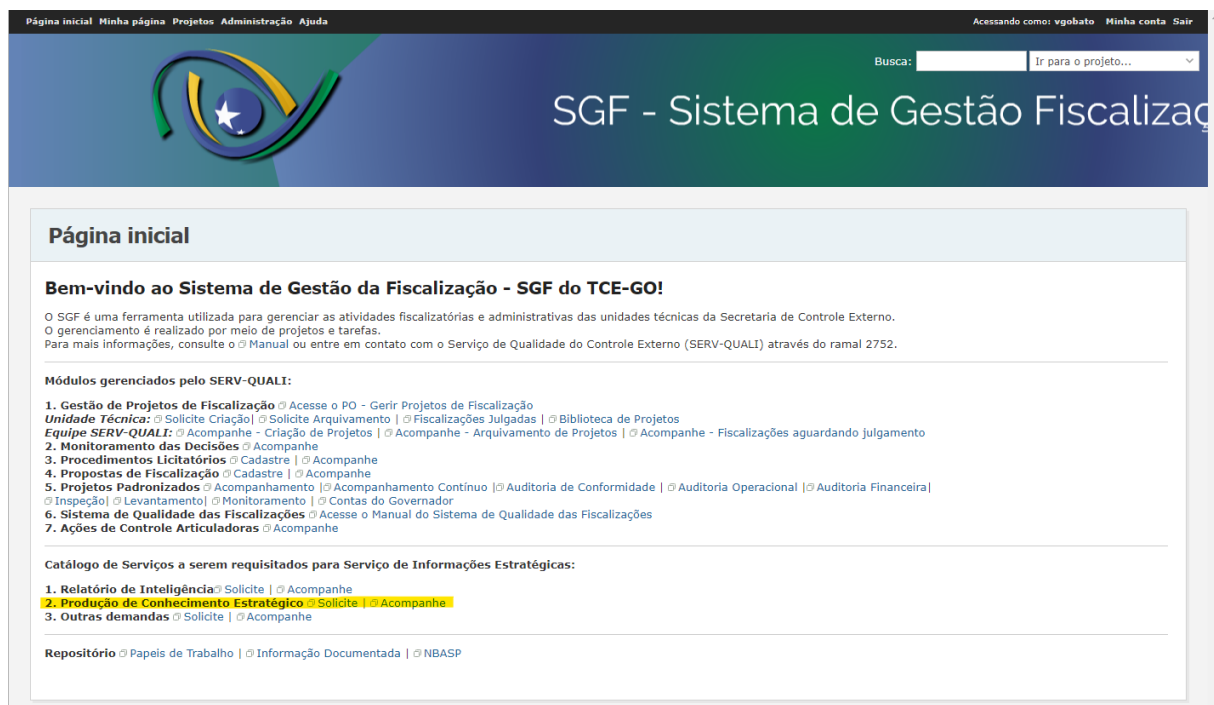 Página inicial Minha página Projetos Administração Ajuda
Acessando como: vgobato Minha conta Sair
Busca:
Ir para o projeto...
SGF - Sistema de Gestão Fiscalizaç
Página inicial
Bem-vindo ao Sistema de Gestão da Fiscalização - SGF do TCE-GO!
O SGF é uma ferramenta utilizada para gerenciar as atividades fiscalizatórias e administrativas das unidades técnicas da Secretaria de Controle Externo.
O gerenciamento é realizado por meio de projetos e tarefas.
Para mais informações, consulte o Manual ou entre em contato com o Serviço de Qualidade do Controle Externo (SERV-QUALI) através do ramal 2752.
Módulos gerenciados pelo SERV-QUALI:
1. Gestão de Projetos de Fiscalização Acesse o PO - Gerir Projetos de Fiscalização
Unidade Técnica: Solicite Criação| Solicite Arquivamento | Fiscalizações Julgadas | Biblioteca de Projetos
Equipe SERV-QUALI: Acompanhe - Criação de Projetos | Acompanhe - Arquivamento de Projetos | Acompanhe - Fiscalizações aguardando julgamento
2. Monitoramento das Decisões Acompanhe
3. Procedimentos Licitatórios Cadastre | Acompanhe
4. Propostas de Fiscalização Cadastre | Acompanhe
5. Projetos Padronizados Acompanhamento |Acompanhamento Contínuo |Auditoria de Conformidade | Auditoria Operacional |Auditoria Financeira|
Inspeção| Levantamento| Monitoramento | Contas do Governador
6. Sistema de Qualidade das Fiscalizações Acesse o Manual do Sistema de Qualidade das Fiscalizações
7. Ações de Controle Articuladoras Acompanhe
Catálogo de Serviços a serem requisitados para Serviço de Informações Estratégicas:
1. Relatório de Inteligência Solicite | Acompanhe
2. Produção de Conhecimento Estratégico Solicite | Acompanhe
3. Outras demandas Solicite | Acompanhe
Repositório Papeis de Trabalho | Informação Documentada | NBASP